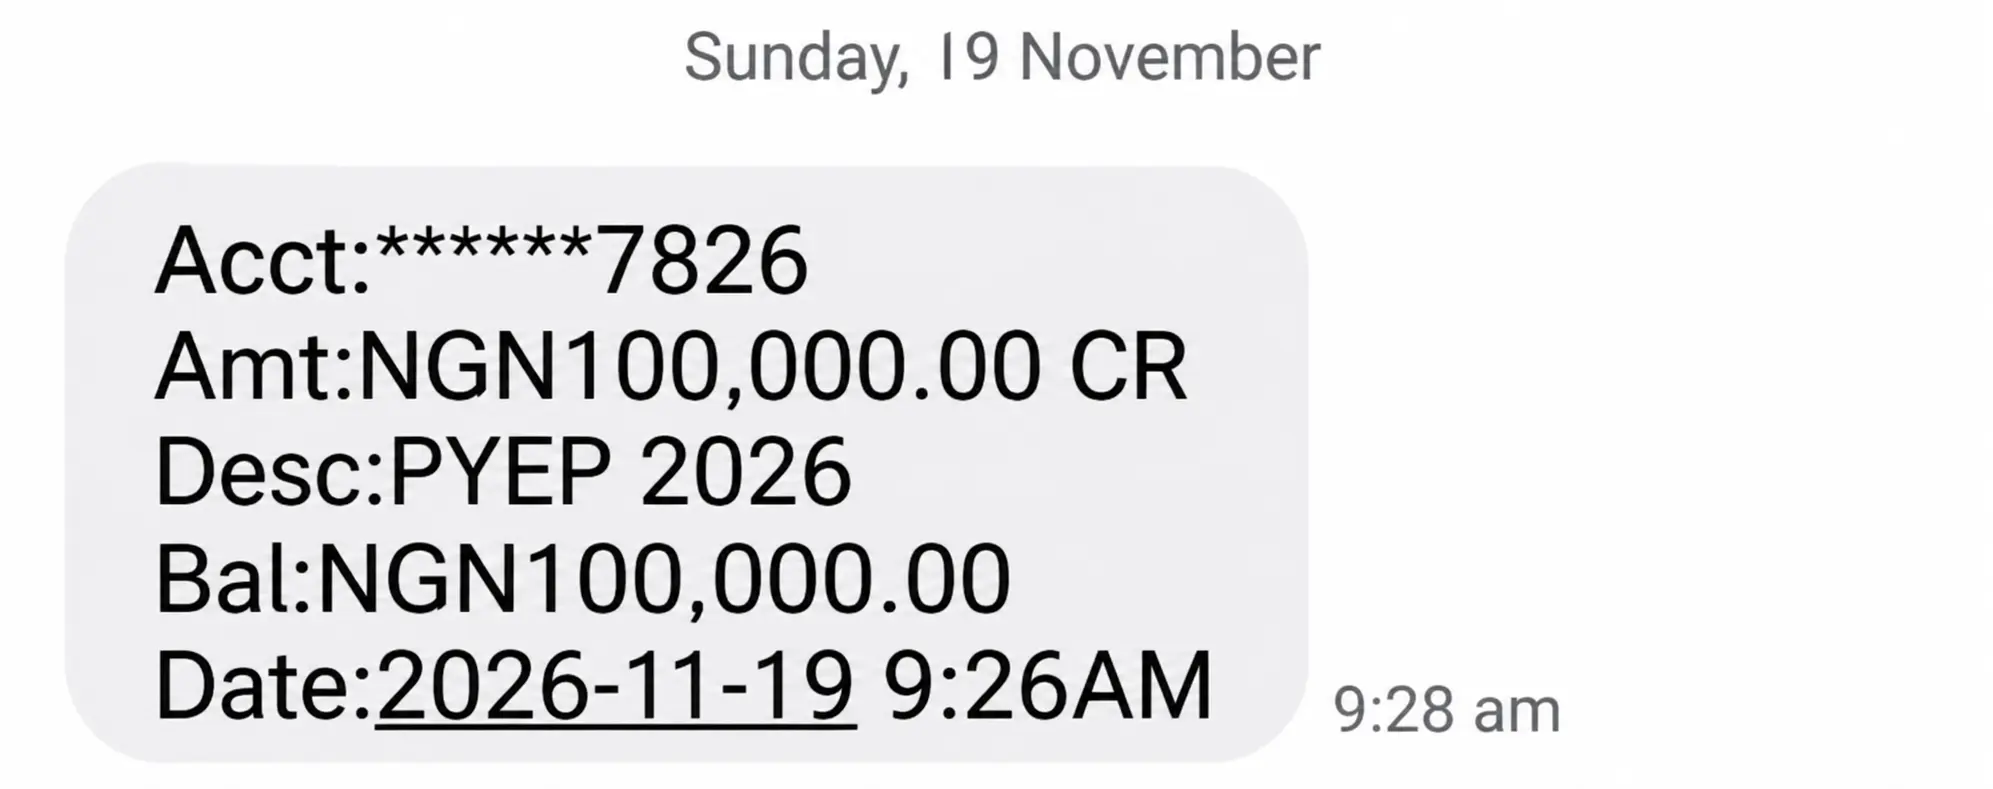 Sunday, 19 November
Acct:******7826
Amt:NGN100,000.00 CR
Desc:PYEP 2026
Bal:NGN100,000.00
Date:2026-11-19 9:26AM
9:28 am